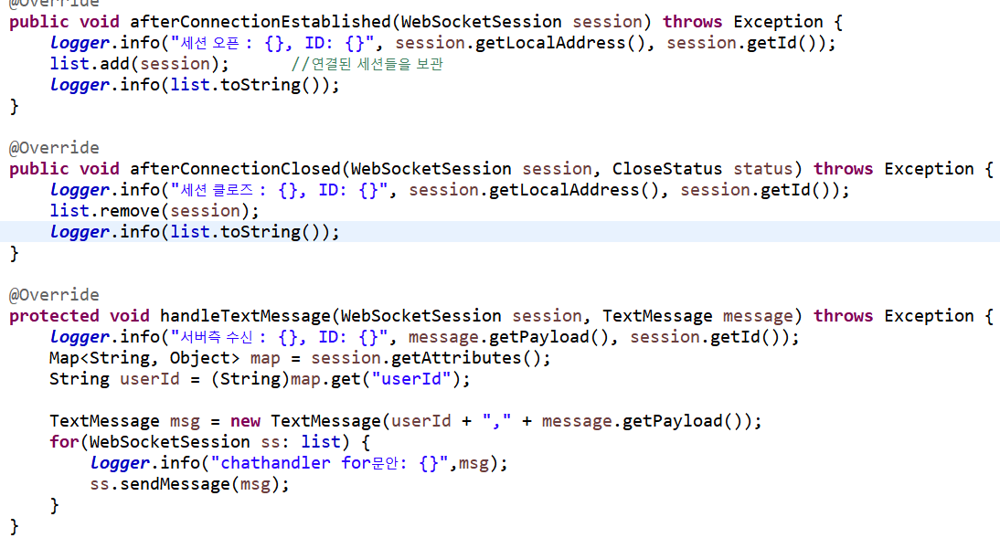 @Override
public void afterConnectionEstablished(WebSocketSession session) throws Exception {
logger.info("세션 오픈 : {}, ID: {}", session.getLocalAddress(), session.getId());
list.add(session); //연결된 세션들을 보관
logger.info(list.toString());
}
@Override
public void afterConnectionClosed(WebSocketSession session, CloseStatus status) throws Exception {
logger.info("세션 클로즈 : {}, ID: {}", session.getLocalAddress(), session.getId());
list.remove(session);
logger.info(list.toString());
}
@Override
protected void handleTextMessage(WebSocketSession session, TextMessage message) throws Exception {
logger.info("서버측 수신 : {}, ID: {}", message.getPayload(), session.getId());
Map<String, Object> map = session.getAttributes();
String userId = (String)map.get("userId");
TextMessage msg = new TextMessage(userId + "," + message.getPayload());
for(WebSocketSession ss: list) {
logger.info("chathandler for문안: {}",msg);
ss.sendMessage(msg);
}
}